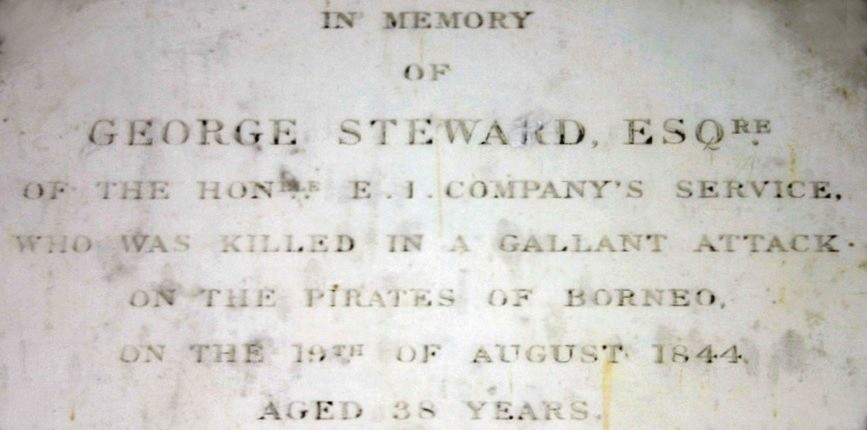 IN MEMORY
OF
GEORGE STEWARD, ESQRE.
OF THE HONBLE E.I. COMPANY'S SERVICE,
WHO WAS KILLED IN A GALLANT ATTACK
ON THE PIRATES OF BORNEO,
ON THE 19TH OF AUGUST 1844,
AGED 38 YEARS.